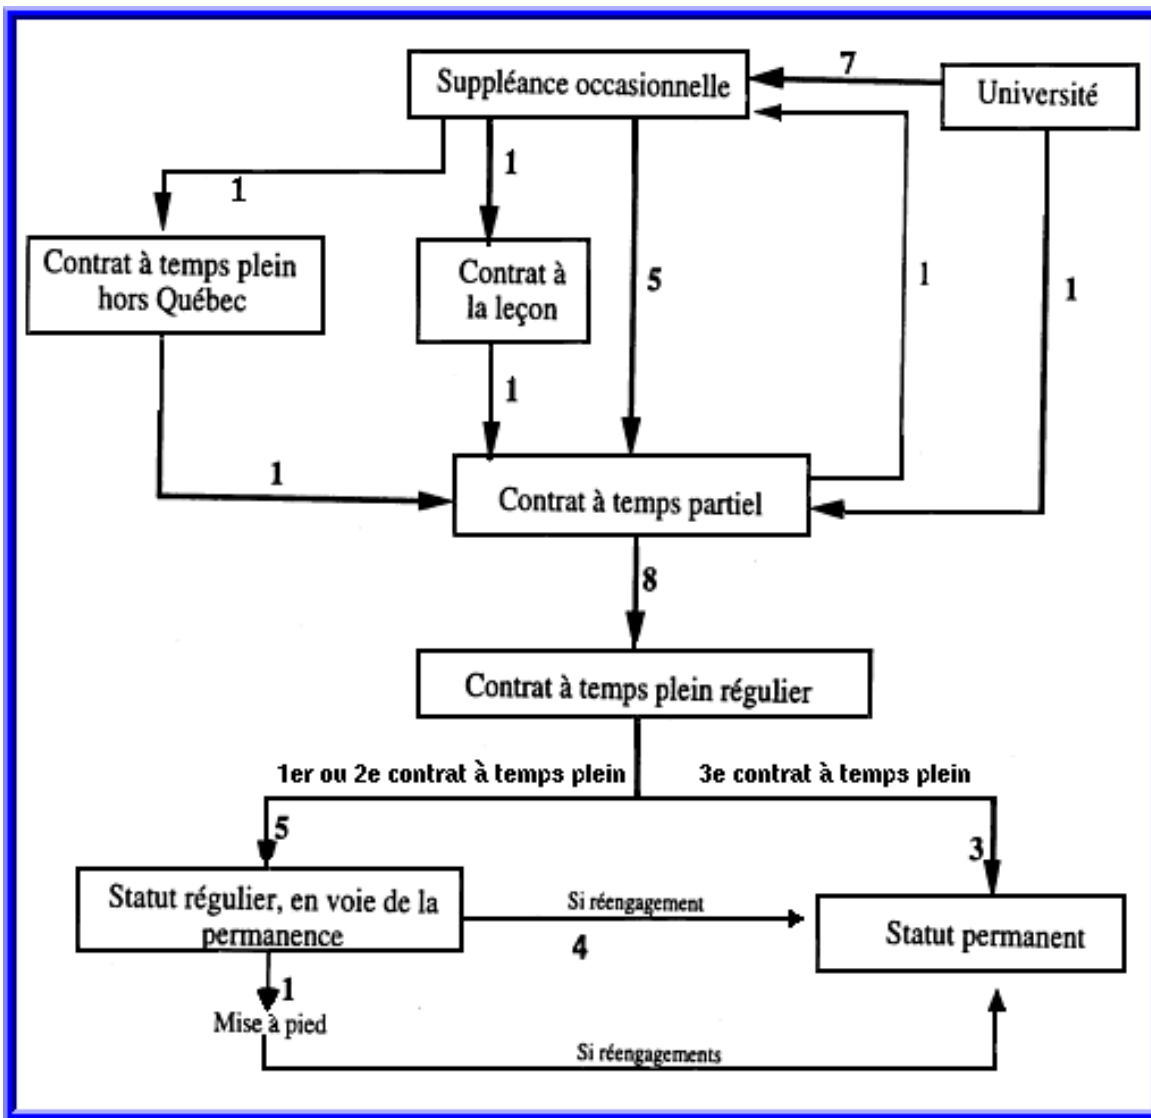 7
Suppléance occasionnelle
Université
1
1
Contrat à temps plein
hors Québec
Contrat à
la leçon
5
1
1
1
1
Contrat à temps partiel
8
Contrat à temps plein régulier
1er ou 2e contrat à temps plein
3e contrat à temps plein
5
3
Statut régulier, en voie de la
permanence
Si réengagement
4
Statut permanent
1
Mise à pied
Si réengagements